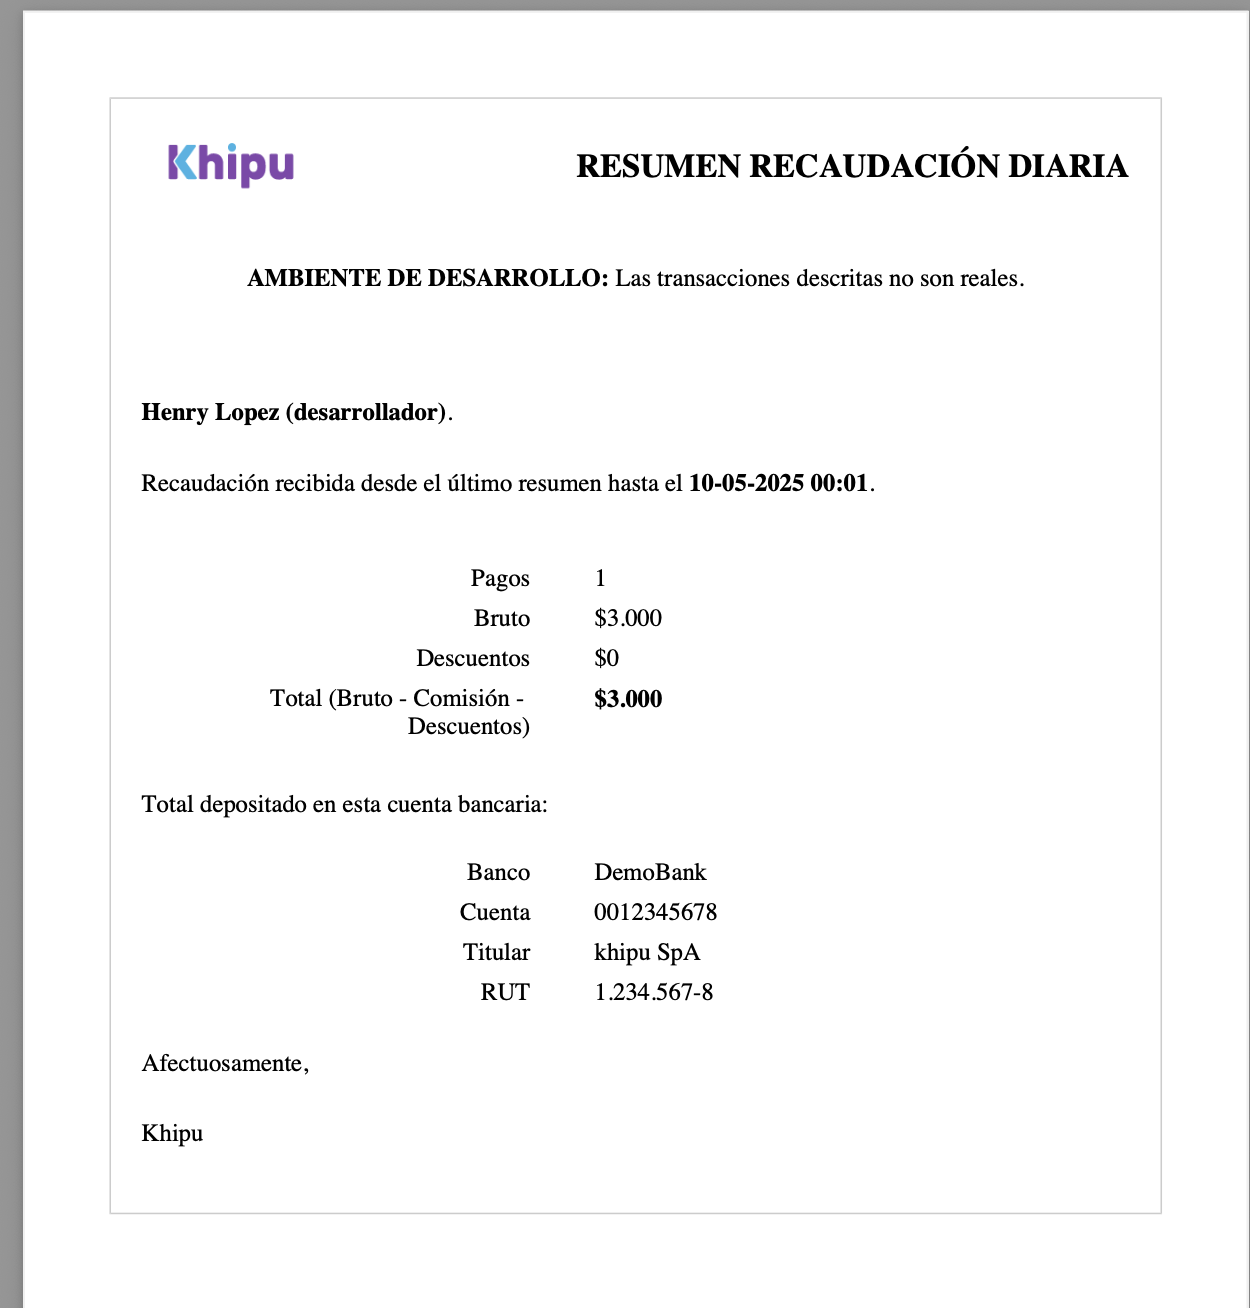 Khipu
RESUMEN RECAUDACIÓN DIARIA
AMBIENTE DE DESARROLLO: Las transacciones descritas no son reales.
Henry Lopez (desarrollador).
Recaudación recibida desde el último resumen hasta el 10-05-2025 00:01.
Pagos 1
Bruto $3.000
Descuentos $0
Total (Bruto - Comisión - $3.000
Descuentos)
Total depositado en esta cuenta bancaria:
Banco DemoBank
Cuenta 0012345678
Titular khipu SpA
RUT 1.234.567-8
Afectuosamente,
Khipu